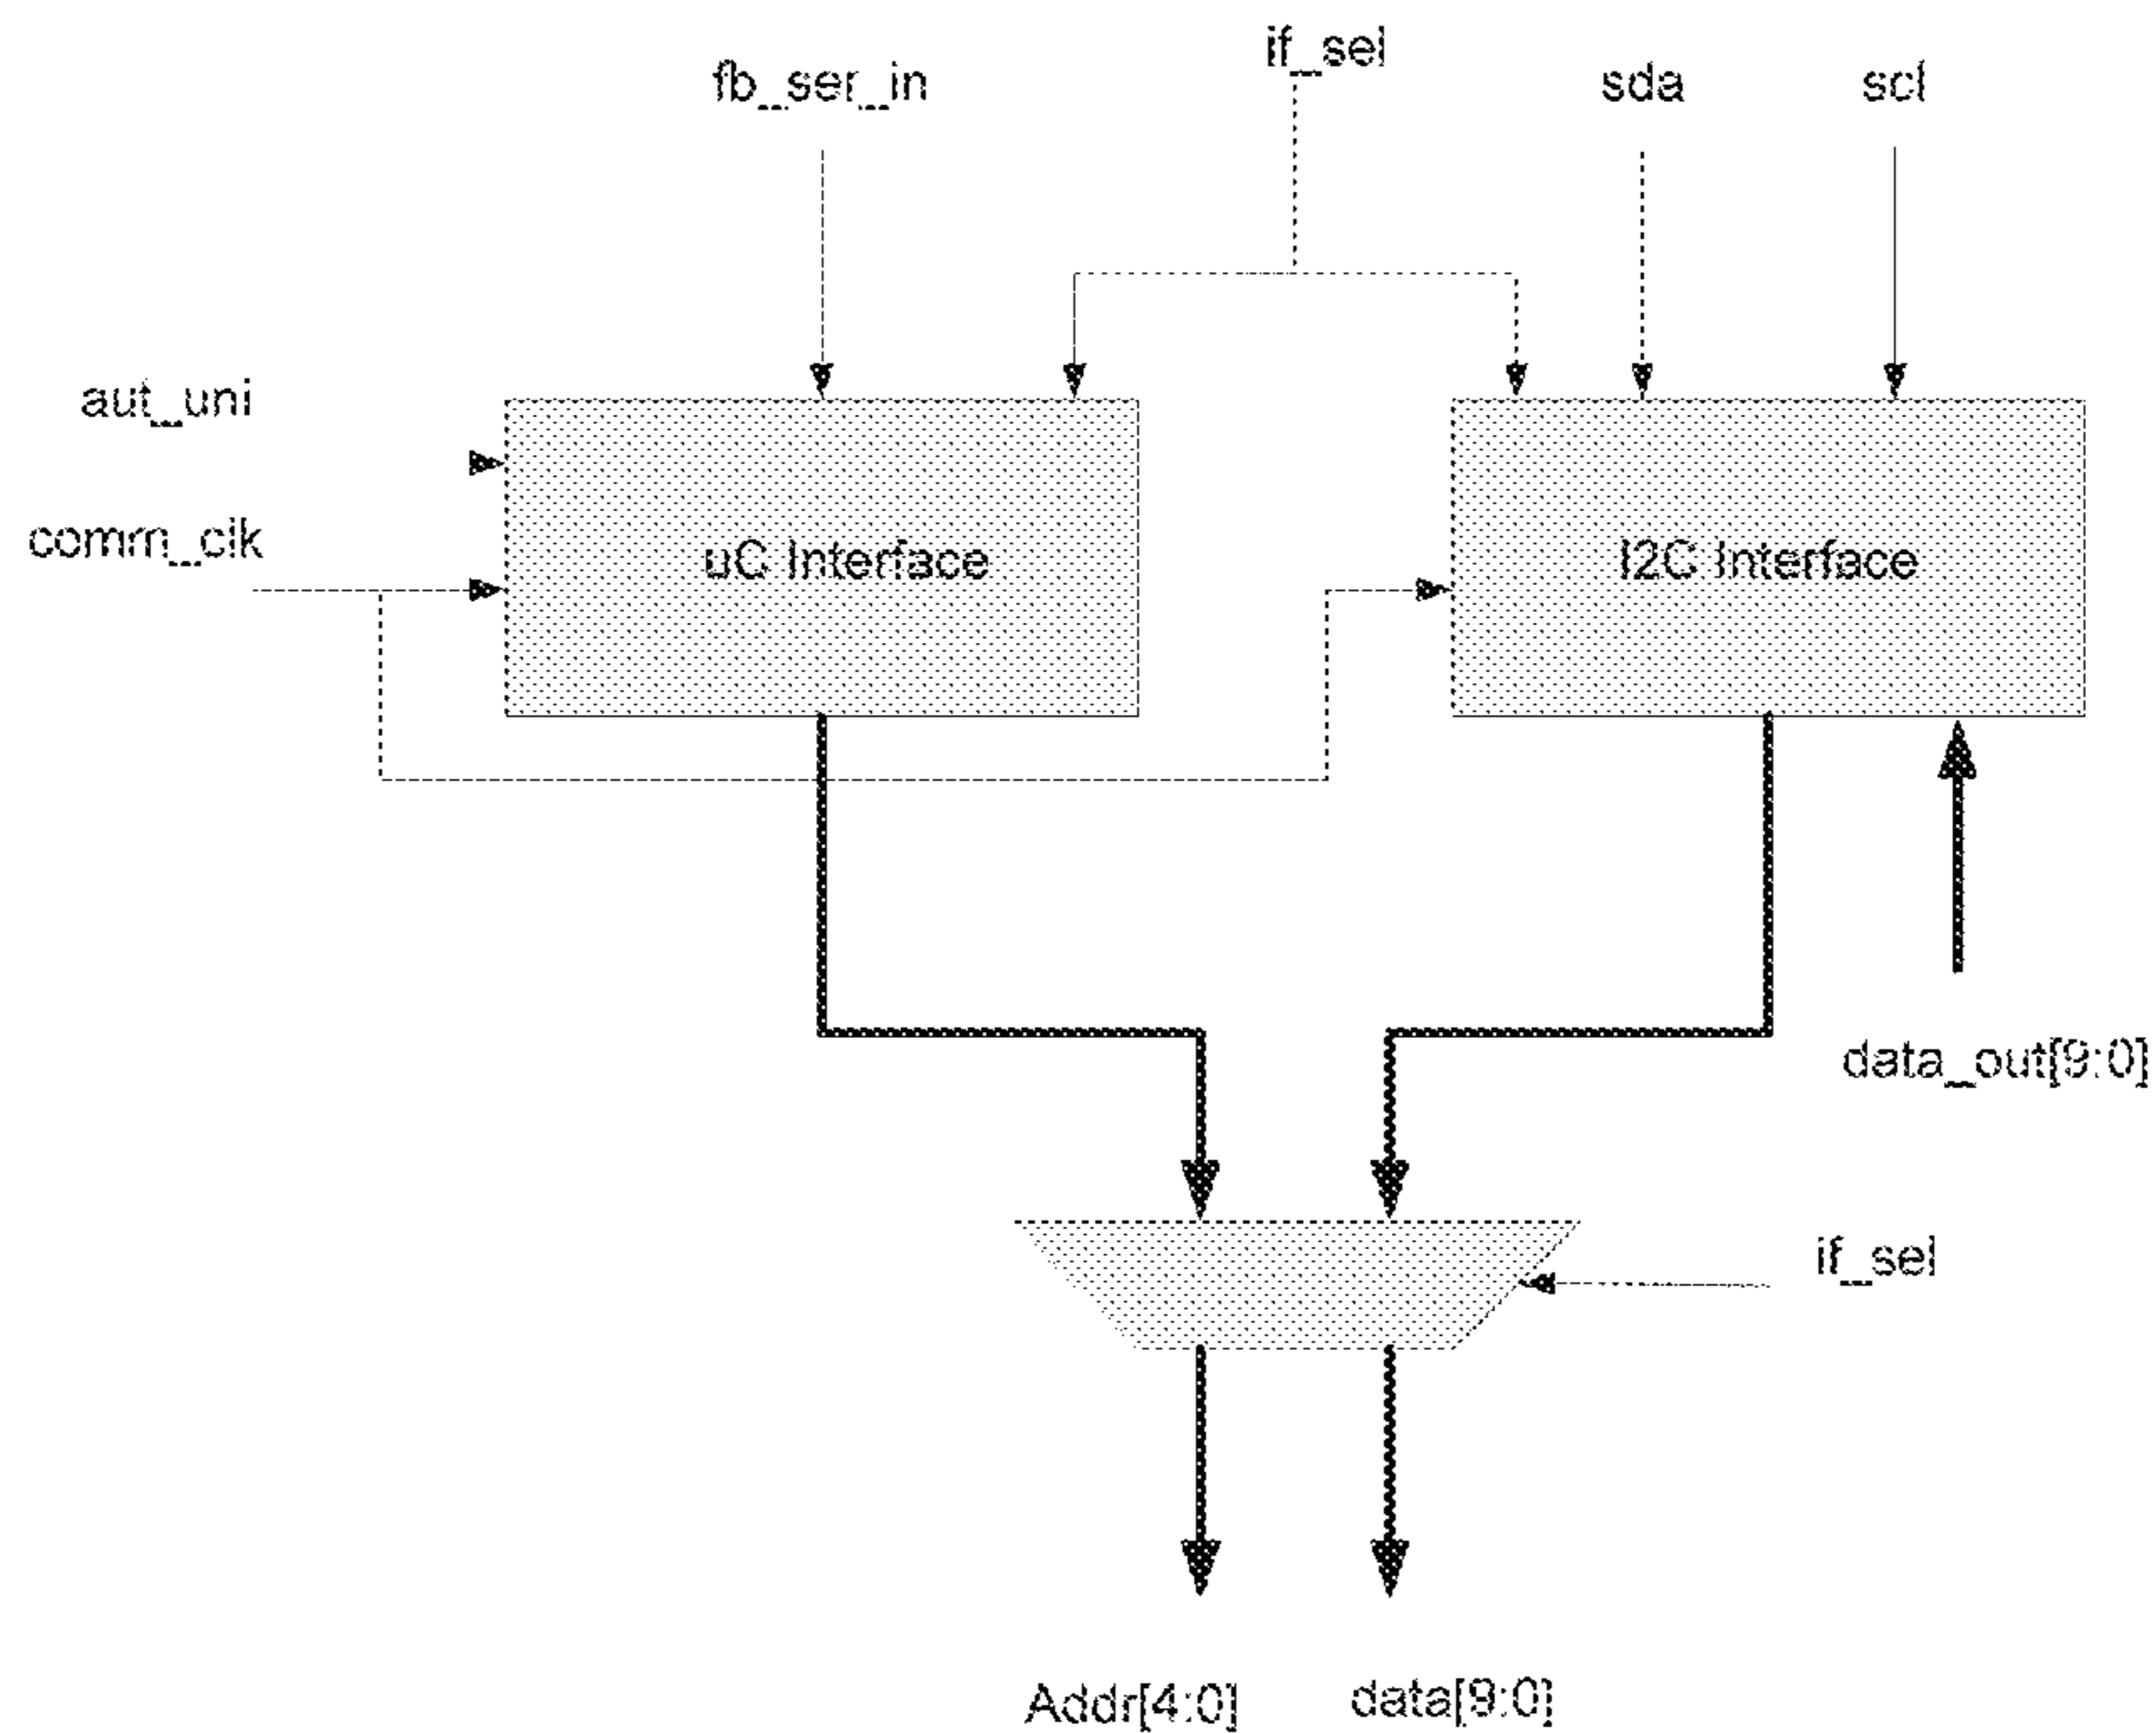 if_sel
fb_ser_in
sda
scl
aut_uni
comm_clk
uC Interface
I2C Interface
data_out[9:0]
if_sel
Addr[4:0]
data[9:0]